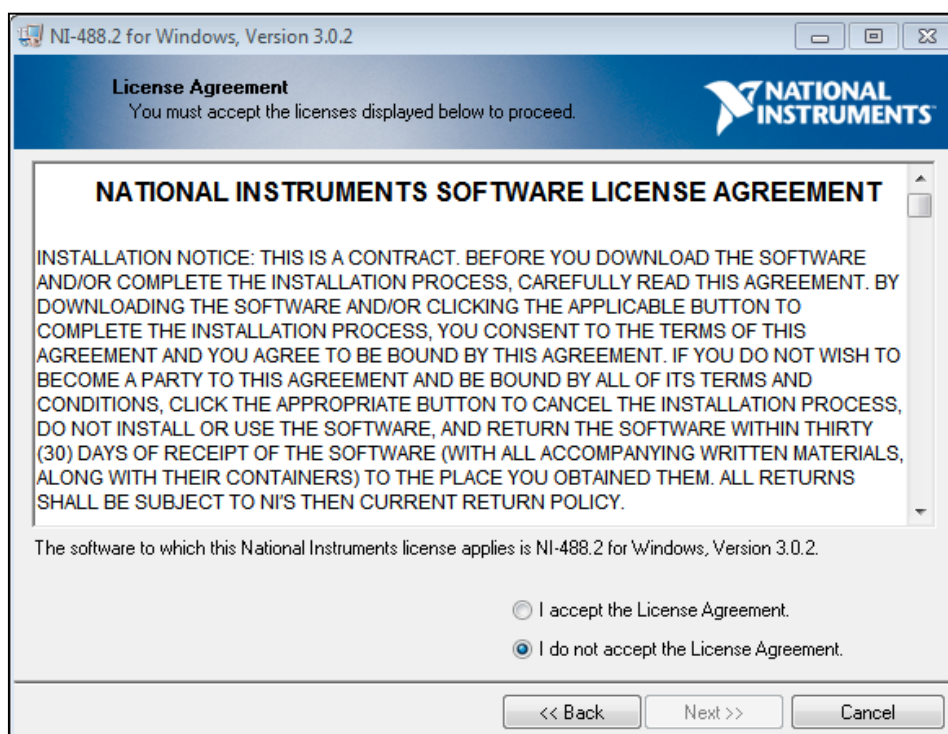 NI-488.2 for Windows, Version 3.0.2
License Agreement
You must accept the licenses displayed below to proceed.
NATIONAL
INSTRUMENTS
NATIONAL INSTRUMENTS SOFTWARE LICENSE AGREEMENT
INSTALLATION NOTICE: THIS IS A CONTRACT. BEFORE YOU DOWNLOAD THE SOFTWARE
AND/OR COMPLETE THE INSTALLATION PROCESS, CAREFULLY READ THIS AGREEMENT. BY
DOWNLOADING THE SOFTWARE AND/OR CLICKING THE APPLICABLE BUTTON TO
COMPLETE THE INSTALLATION PROCESS, YOU CONSENT TO THE TERMS OF THIS
AGREEMENT AND YOU AGREE TO BE BOUND BY THIS AGREEMENT. IF YOU DO NOT WISH TO
BECOME A PARTY TO THIS AGREEMENT AND BE BOUND BY ALL OF ITS TERMS AND
CONDITIONS, CLICK THE APPROPRIATE BUTTON TO CANCEL THE INSTALLATION PROCESS,
DO NOT INSTALL OR USE THE SOFTWARE, AND RETURN THE SOFTWARE WITHIN THIRTY
(30) DAYS OF RECEIPT OF THE SOFTWARE (WITH ALL ACCOMPANYING WRITTEN MATERIALS,
ALONG WITH THEIR CONTAINERS) TO THE PLACE YOU OBTAINED THEM. ALL RETURNS
SHALL BE SUBJECT TO NI'S THEN CURRENT RETURN POLICY.
The software to which this National Instruments license applies is NI-488.2 for Windows, Version 3.0.2.
I accept the License Agreement.
I do not accept the License Agreement.
<< Back
Next >>
Cancel